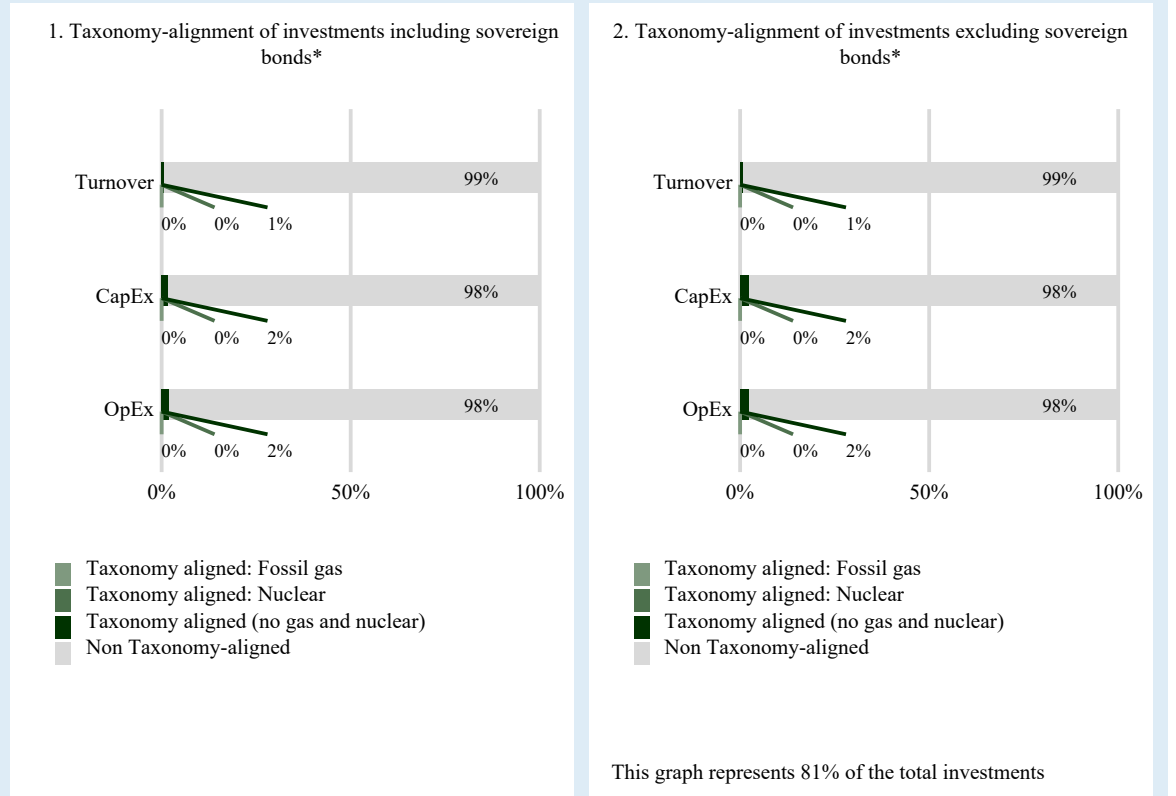 1. Taxonomy-alignment of investments including sovereign
bonds*
Turnover
99%
0% 0% 1%
CapEx
98%
0% 0% 2%
OpEx
98%
0% 0% 2%
0% 50% 100%
Taxonomy aligned: Fossil gas
Taxonomy aligned: Nuclear
Taxonomy aligned (no gas and nuclear)
Non Taxonomy-aligned
2. Taxonomy-alignment of investments excluding sovereign
bonds*
Turnover
99%
0% 0% 1%
CapEx
98%
0% 0% 2%
OpEx
98%
0% 0% 2%
0% 50% 100%
Taxonomy aligned: Fossil gas
Taxonomy aligned: Nuclear
Taxonomy aligned (no gas and nuclear)
Non Taxonomy-aligned
This graph represents 81% of the total investments